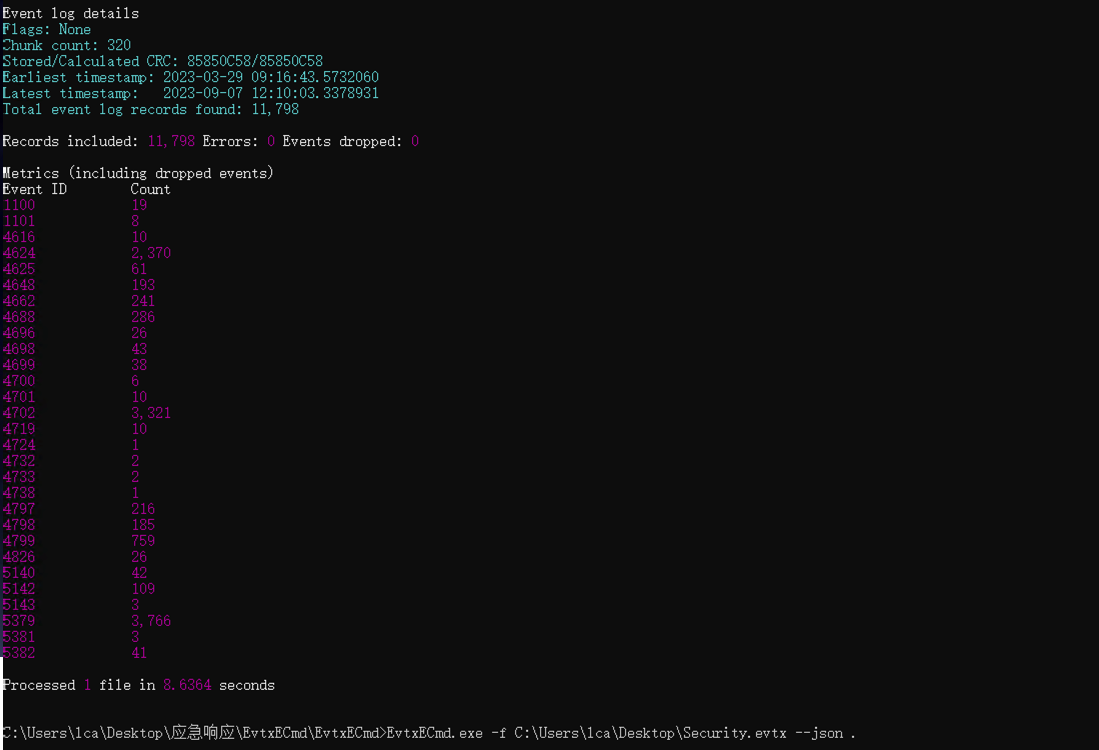 Event log details
Flags: None
Chunk count: 320
Stored/Calculated CRC: 85850C58/85850C58
Earliest timestamp: 2023-03-29 09:16:43.5732060
Latest timestamp:   2023-09-07 12:10:03.3378931
Total event log records found: 11,798
Records included: 11,798 Errors: 0 Events dropped: 0
Metrics (including dropped events)
Event ID        Count
1100            19
1101            8
4616            10
4624            2,370
4625            61
4648            193
4662            241
4688            286
4696            26
4698            43
4699            38
4700            6
4701            10
4702            3,321
4719            10
4724            1
4732            2
4733            2
4738            1
4797            216
4798            185
4799            759
4826            26
5140            42
5142            109
5143            3
5379            3,766
5381            3
5382            41
Processed 1 file in 8.6364 seconds
C:\Users\lca\Desktop\应急响应\EvtxECmd\EvtxECmd>EvtxECmd.exe -f C:\Users\lca\Desktop\Security.evtx --json .